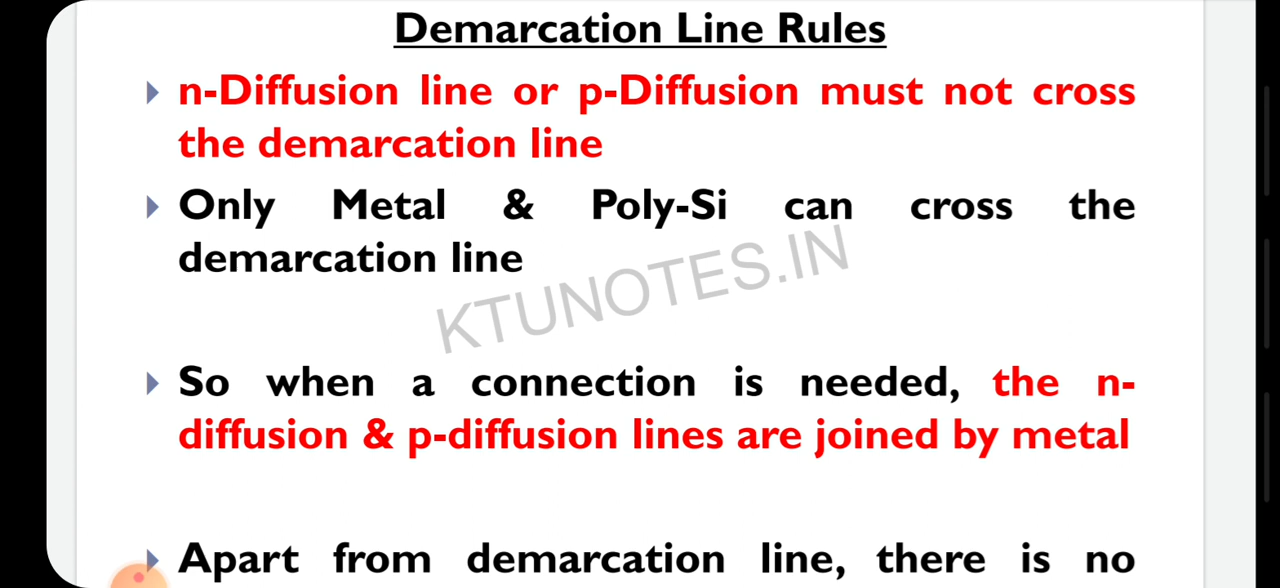 Demarcation Line Rules
n-Diffusion line or p-Diffusion must not cross
the demarcation line
Only Metal & Poly-Si can cross the
demarcation line
KTUNOTES.IN
So when a connection is needed, the n-
diffusion & p-diffusion lines are joined by metal
Apart from demarcation line, there is no